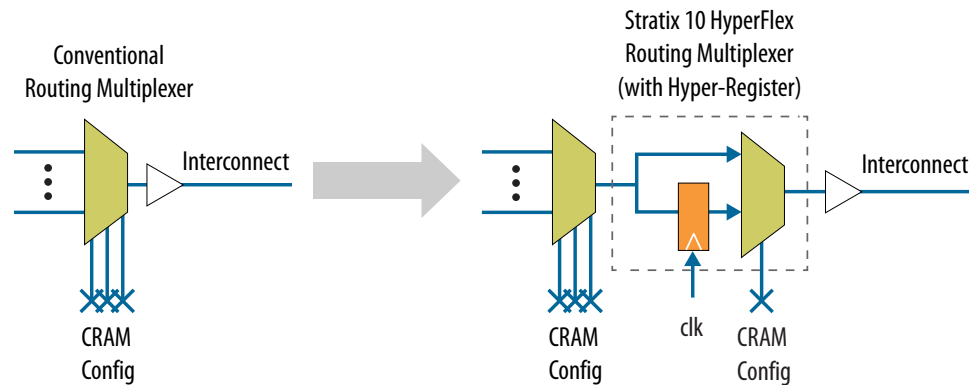 Conventional
Routing Multiplexer
Interconnect
CRAM
Config
Stratix 10 HyperFlex
Routing Multiplexer
(with Hyper-Register)
Interconnect
CRAM
Config
clk
CRAM
Config